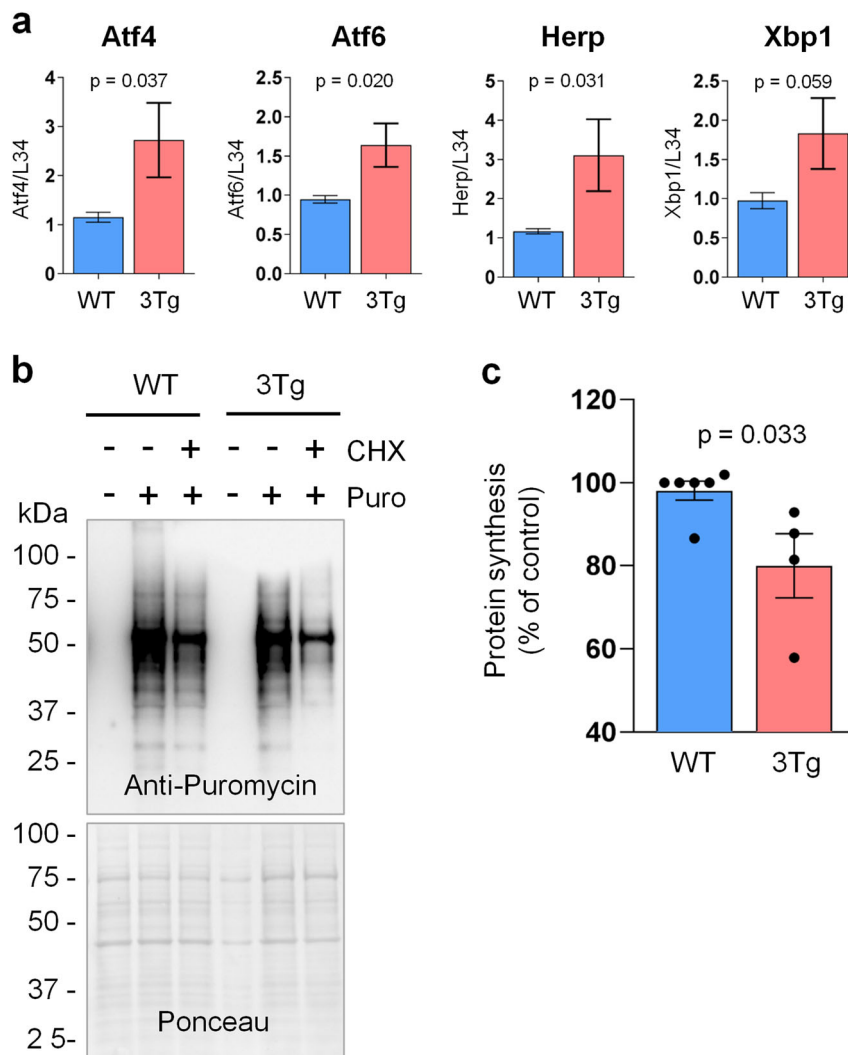 a
Atf4
Atf6
Herp
Xbp1
p = 0.037
p = 0.020
p = 0.031
p = 0.059
Atf4/L34
4
3
2
1
0
WT 3Tg
Atf6/L34
2.5
2.0
1.5
1.0
0.5
0.0
WT 3Tg
Herp/L34
5
4
3
2
1
0
WT 3Tg
Xbp1/L34
2.5
2.0
1.5
1.0
0.5
0.0
WT 3Tg
b
WT 3Tg
- - + - - + CHX
- + + - + + Puro
kDa
100 -
75 -
50 -
37 -
25 -
Anti-Puromycin
100 -
75 -
50 -
37 -
2 5-
Ponceau
c
p = 0.033
Protein synthesis
(% of control)
120
100
80
60
40
WT 3Tg